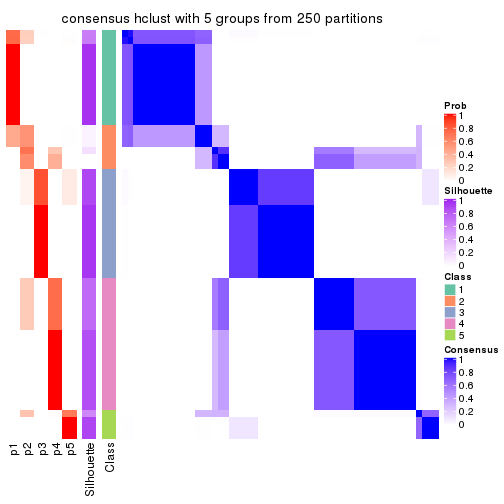 consensus hclust with 5 groups from 250 partitions
Prob
1
0.8
0.6
0.4
0.2
0
Silhouette
1
0.8
0.6
0.4
0.2
0
Class
1
2
3
4
5
Consensus
1
0.8
0.6
0.4
0.2
0
p1
p2
p3
p4
p5
Silhouette
Class